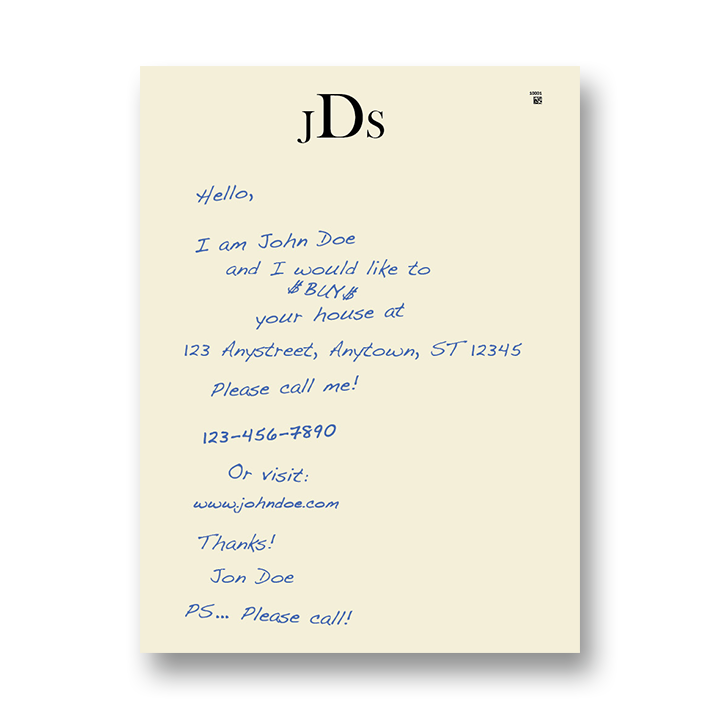 10001
JDS
Hello,
I am John Doe
and I would like to
$BUY$
your house at
123 Anystreet, Anytown, ST 12345
Please call me!
123-456-7890
Or visit:
www.johndoe.com
Thanks!
Jon Doe
PS... Please call!